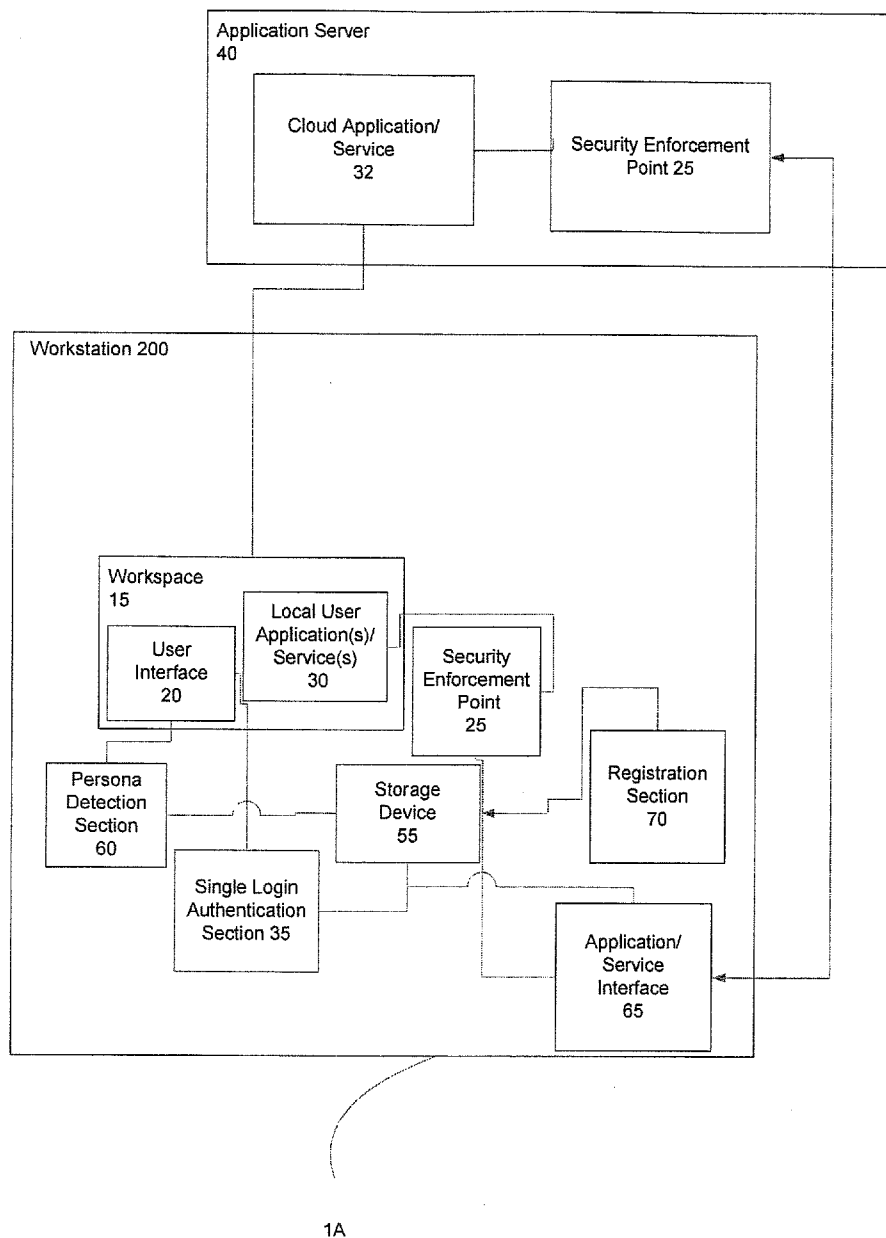 Application Server
40
Cloud Application/
Service
32
Security Enforcement
Point 25
Workstation 200
Workspace
15
Local User
Application(s)/
Service(s)
30
User
Interface
20
Security
Enforcement
Point
25
Persona
Detection
Section
60
Storage
Device
55
Registration
Section
70
Single Login
Authentication
Section 35
Application/
Service
Interface
65
1A